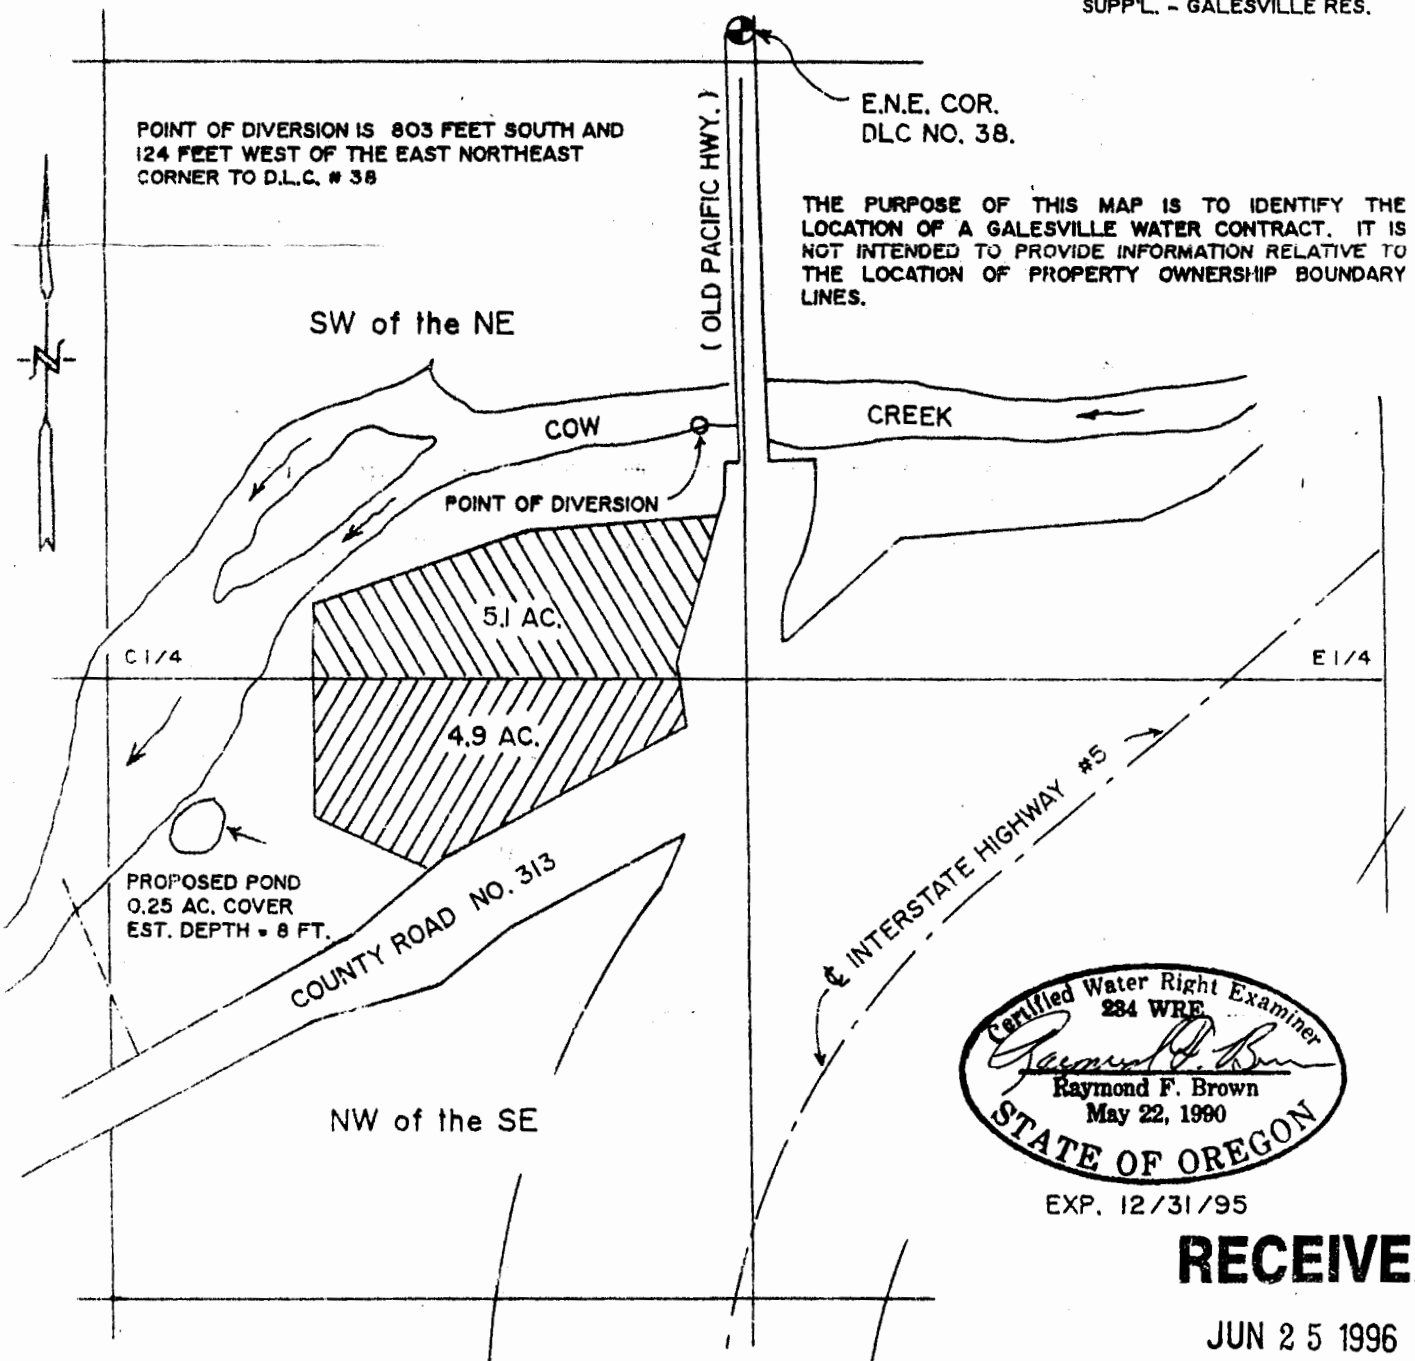 SUPP'L. - GALESVILLE RES.
E.N.E. COR.
DLC NO. 38.
POINT OF DIVERSION IS 803 FEET SOUTH AND
124 FEET WEST OF THE EAST NORTHEAST
CORNER TO D.L.C. # 38
( OLD PACIFIC HWY. )
THE PURPOSE OF THIS MAP IS TO IDENTIFY THE
LOCATION OF A GALESVILLE WATER CONTRACT. IT IS
NOT INTENDED TO PROVIDE INFORMATION RELATIVE TO
THE LOCATION OF PROPERTY OWNERSHIP BOUNDARY
LINES.
SW of the NE
N
COW CREEK
POINT OF DIVERSION
5.1 AC.
C 1/4
E 1/4
4.9 AC.
℄ INTERSTATE HIGHWAY #5
PROPOSED POND
0.25 AC. COVER
EST. DEPTH = 8 FT.
COUNTY ROAD NO. 313
NW of the SE
Certified Water Right Examiner
234 WRE
Raymond F. Brown
Raymond F. Brown
May 22, 1990
STATE OF OREGON
EXP. 12/31/95
RECEIVE
JUN 25 1996